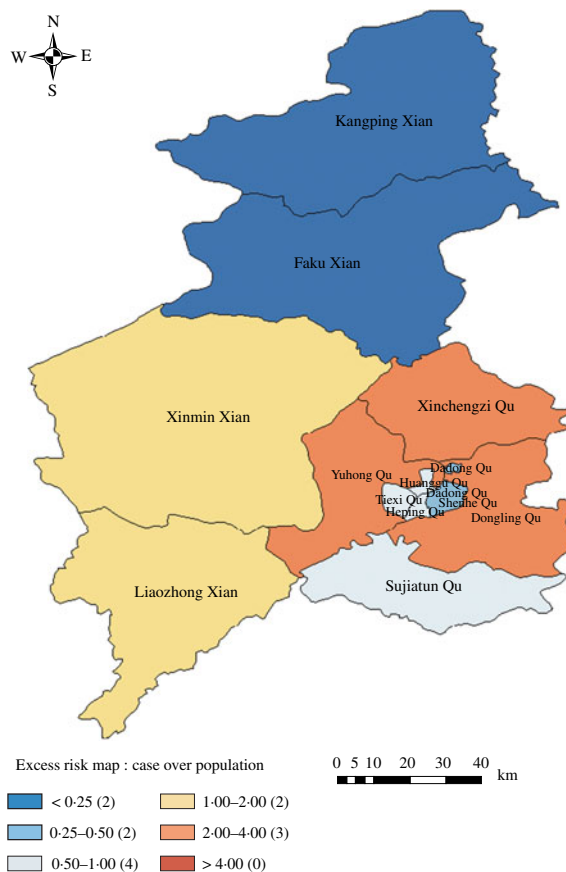 N
W E
S
Kangping Xian
Faku Xian
Xinmin Xian
Xinchengzi Qu
Yuhong Qu
Dadong Qu
Huanggu Qu
Tiexi Qu
Dadong Qu
Shenhe Qu
Heping Qu
Dongling Qu
Liaozhong Xian
Sujiatun Qu
Excess risk map : case over population
0 5 10 20 30 40
km
< 0·25 (2)
1·00–2·00 (2)
0·25–0·50 (2)
2·00–4·00 (3)
0·50–1·00 (4)
> 4·00 (0)